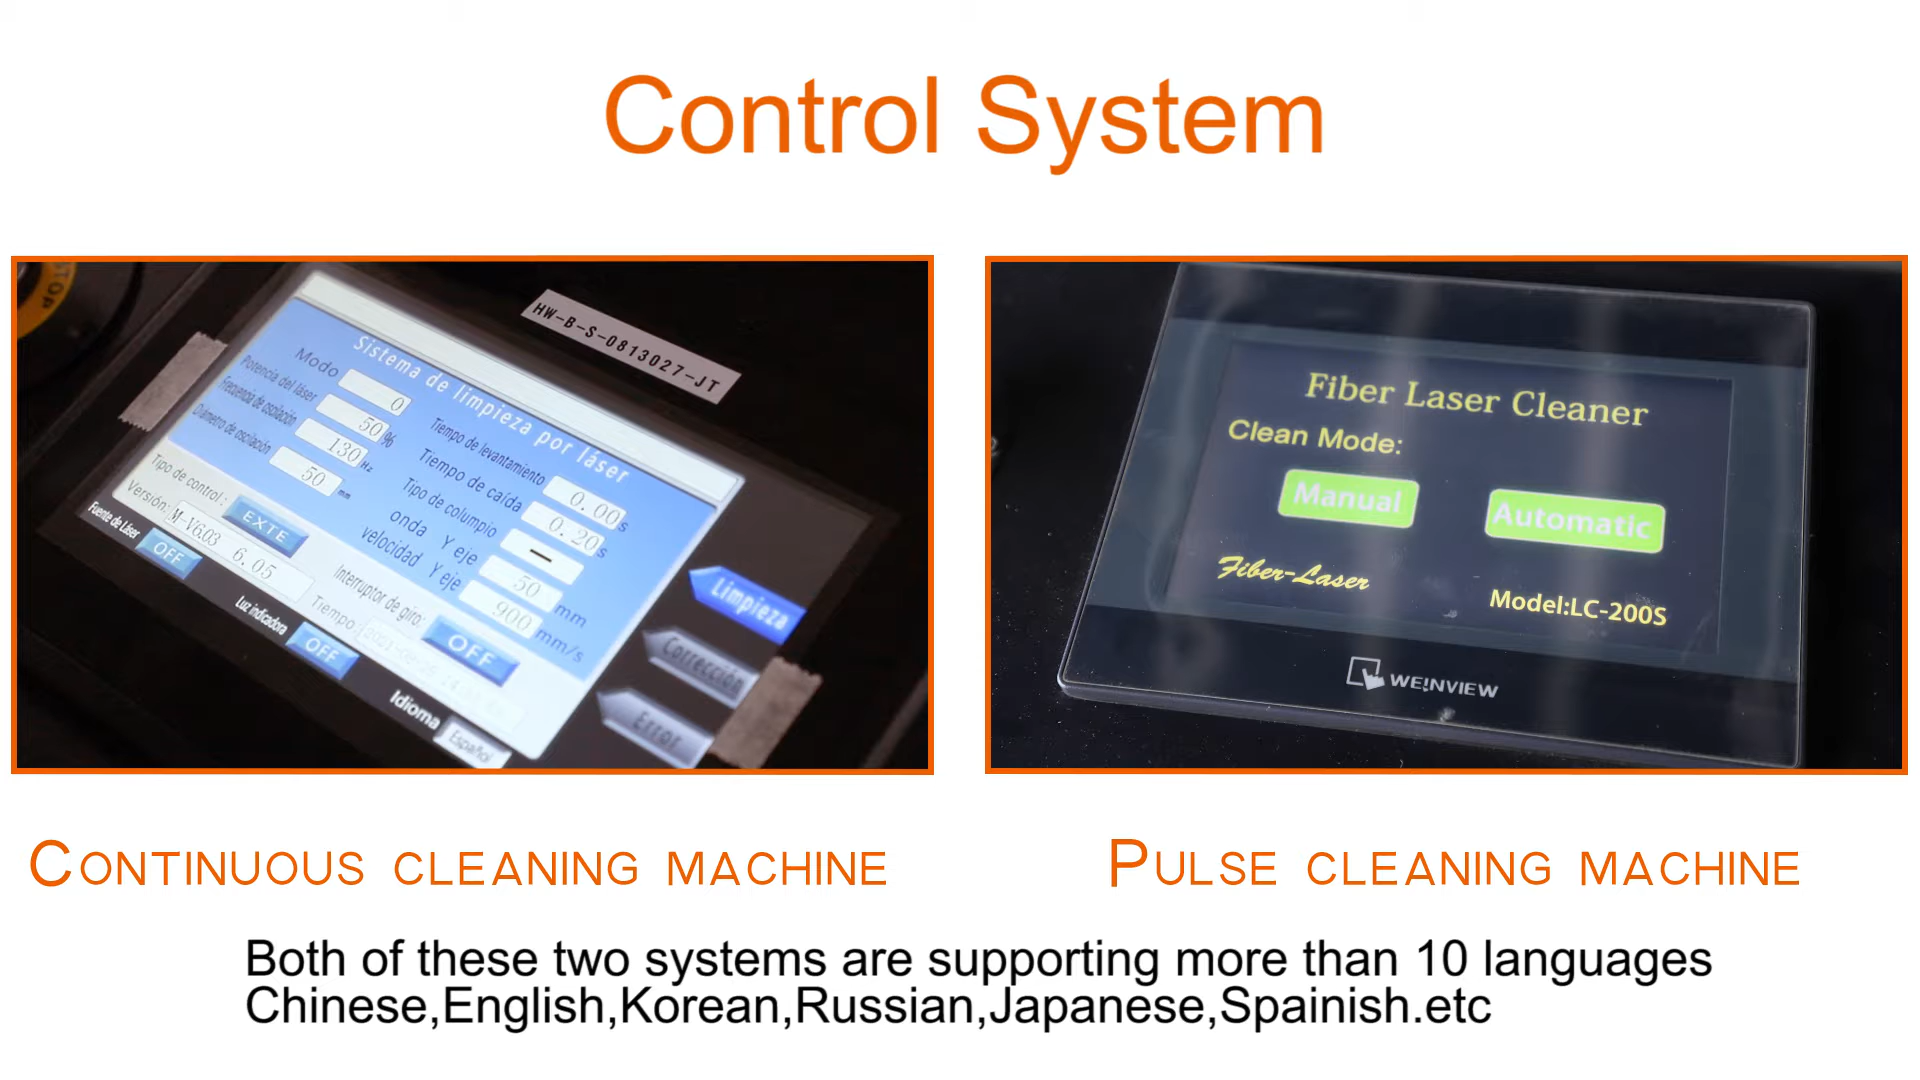 Control System
STOP
HW-B-S-0813027-JT
Sistema de limpieza por láser
Modo 0
Potencia del láser 50 %
Frecuencia de oscilación 130 Hz
Diámetro de oscilación 50 mm
Tiempo de levantamiento 0.00 s
Tiempo de caída 0.20 s
Tipo de columpio —
onda Y eje 50 mm
velocidad Y eje 900 mm/s
Tipo de control: EXTE
Versión: M-V6.03 6.05
Interruptor de giro: OFF
Tiempo
Fuente de Láser OFF
Luz indicadora OFF
Idioma Español
Limpieza
Corrección
Error
Fiber Laser Cleaner
Clean Mode:
Manual Automatic
Fiber-Laser
Model:LC-200S
WEINVIEW
Continuous cleaning machine
Pulse cleaning machine
Both of these two systems are supporting more than 10 languages
Chinese,English,Korean,Russian,Japanese,Spainish.etc